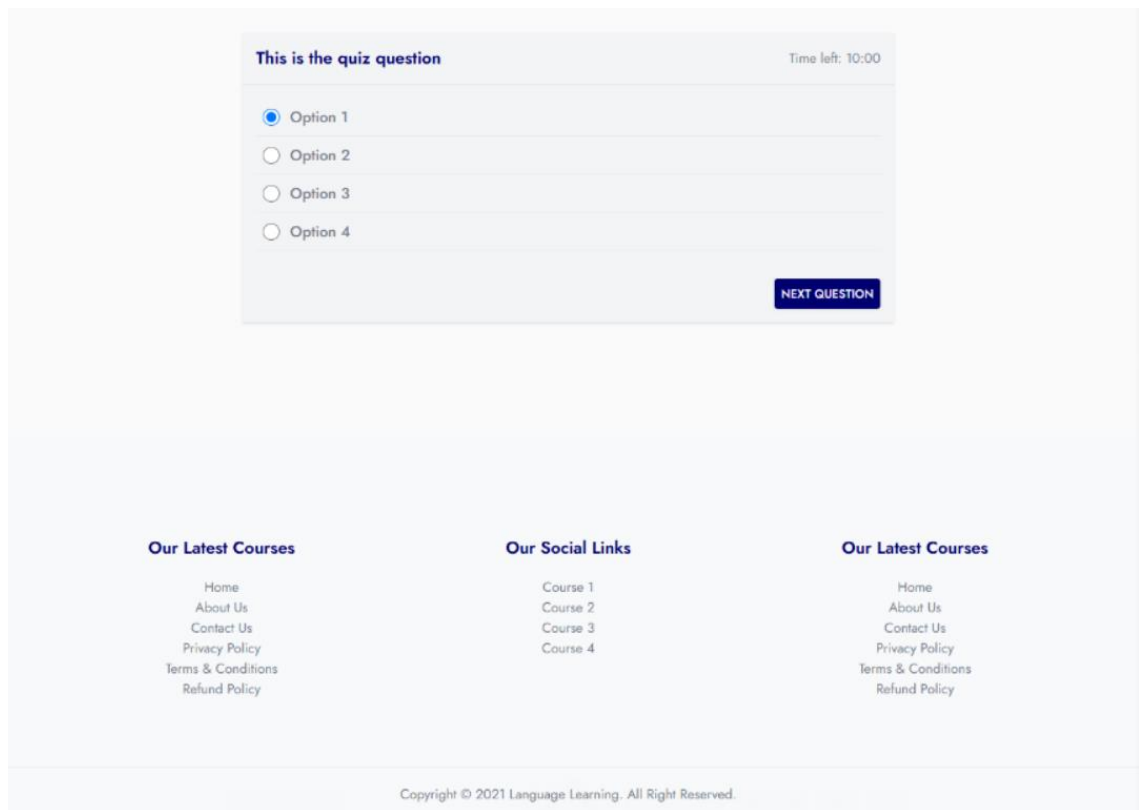 This is the quiz question
Time left: 10:00
Option 1
Option 2
Option 3
Option 4
NEXT QUESTION
Our Latest Courses
Home
About Us
Contact Us
Privacy Policy
Terms & Conditions
Refund Policy
Our Social Links
Course 1
Course 2
Course 3
Course 4
Our Latest Courses
Home
About Us
Contact Us
Privacy Policy
Terms & Conditions
Refund Policy
Copyright © 2021 Language Learning. All Right Reserved.